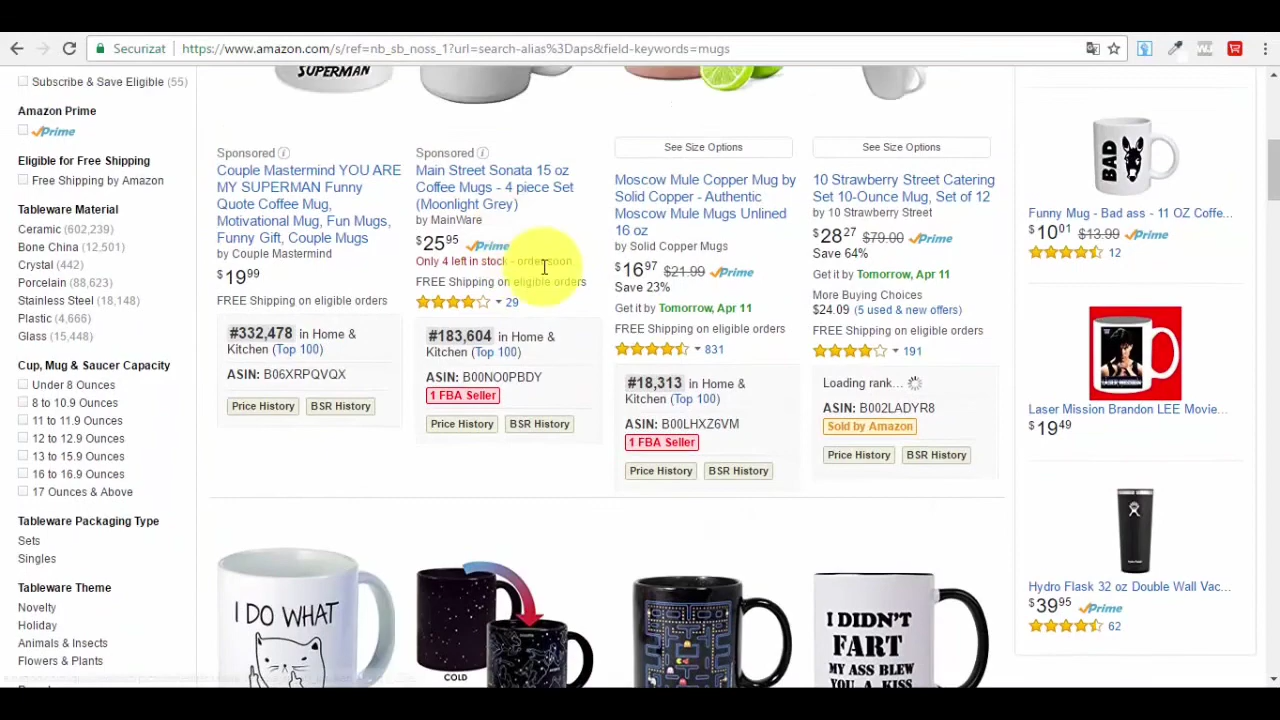 Securizat
https://www.amazon.com/s/ref=nb_sb_noss_1?url=search-alias%3Daps&field-keywords=mugs
Subscribe & Save Eligible (55)
Amazon Prime
Prime
Eligible for Free Shipping
Free Shipping by Amazon
Tableware Material
Ceramic (602,239)
Bone China (12,501)
Crystal (442)
Porcelain (88,623)
Stainless Steel (18,148)
Plastic (4,666)
Glass (15,448)
Cup, Mug & Saucer Capacity
Under 8 Ounces
8 to 10.9 Ounces
11 to 11.9 Ounces
12 to 12.9 Ounces
13 to 15.9 Ounces
16 to 16.9 Ounces
17 Ounces & Above
Tableware Packaging Type
Sets
Singles
Tableware Theme
Novelty
Holiday
Animals & Insects
Flowers & Plants
SUPERMAN
Sponsored
Couple Mastermind YOU ARE
MY SUPERMAN Funny
Quote Coffee Mug,
Motivational Mug, Fun Mugs,
Funny Gift, Couple Mugs
by Couple Mastermind
$19 99
FREE Shipping on eligible orders
#332,478 in Home &
Kitchen (Top 100)
ASIN: B06XRPQVQX
Price History
BSR History
Sponsored
Main Street Sonata 15 oz
Coffee Mugs - 4 piece Set
(Moonlight Grey)
by MainWare
$25 95 Prime
Only 4 left in stock - order soon.
FREE Shipping on eligible orders
29
#183,604 in Home &
Kitchen (Top 100)
ASIN: B00NO0PBDY
1 FBA Seller
Price History
BSR History
See Size Options
Moscow Mule Copper Mug by
Solid Copper - Authentic
Moscow Mule Mugs Unlined
16 oz
by Solid Copper Mugs
$16 97 $21.99 Prime
Save 23%
Get it by Tomorrow, Apr 11
FREE Shipping on eligible orders
831
#18,313 in Home &
Kitchen (Top 100)
ASIN: B00LHXZ6VM
1 FBA Seller
Price History
BSR History
See Size Options
10 Strawberry Street Catering
Set 10-Ounce Mug, Set of 12
by 10 Strawberry Street
$28 27 $79.00 Prime
Save 64%
Get it by Tomorrow, Apr 11
More Buying Choices
$24.09 (5 used & new offers)
FREE Shipping on eligible orders
191
Loading rank...
ASIN: B002LADYR8
Sold by Amazon
Price History
BSR History
I DO WHAT
COLD
I DIDN'T
FART
MY ASS BLEW
YOU A KISS
BAD
Funny Mug - Bad ass - 11 OZ Coffe...
$10 01 $13.99 Prime
12
LASER MISSION
Laser Mission Brandon LEE Movie...
$19 49
Hydro Flask 32 oz Double Wall Vac...
$39 95 Prime
62